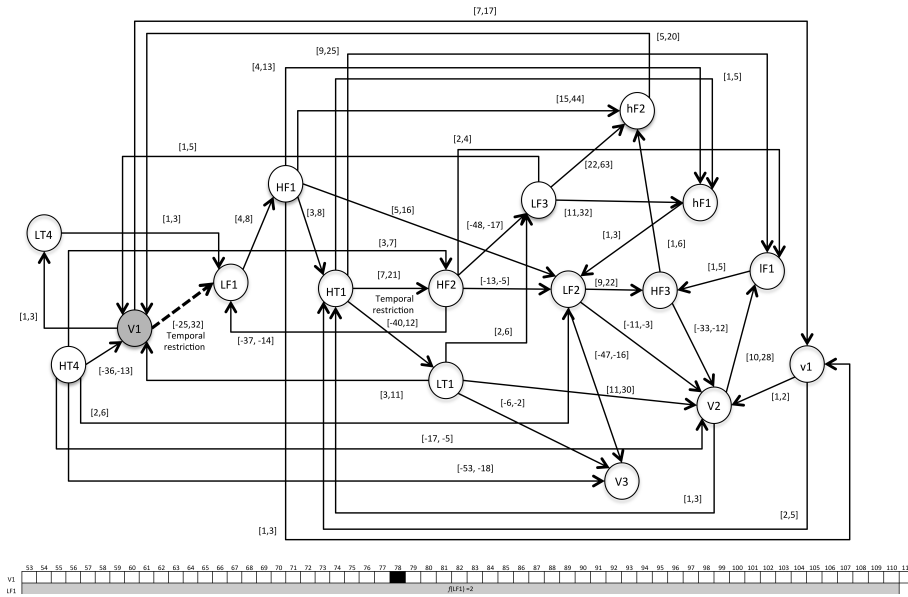 [7,17]
[9,25]
[5,20]
[4,13]
[1,5]
[15,44]
hF2
[2,4]
[1,5]
[22,63]
HF1
LF3
hF1
[4,8]
[3,8]
[5,16]
[-48, -17]
[11,32]
[1,3]
LT4
[3,7]
[1,3]
[1,6]
[1,5]
lF1
LF1
HT1
[7,21]
HF2
[-13,-5]
LF2
[9,22]
HF3
Temporal
restriction
[1,3]
V1
[-25,32]
Temporal
restriction
[-40,12]
[-37, -14]
[2,6]
[-11,-3]
[-33,-12]
[-47,-16]
[10,28]
HT4
[-36,-13]
v1
LT1
[3,11]
[-6,-2]
[11,30]
V2
[1,2]
[2,6]
[-17, -5]
[-53, -18]
V3
[1,3]
[2,5]
[1,3]
53 54 55 56 57 58 59 60 61 62 63 64 65 66 67 68 69 70 71 72 73 74 75 76 77 78 79 80 81 82 83 84 85 86 87 88 89 90 91 92 93 94 95 96 97 98 99 100 101 102 103 104 105 106 107 108 109 110
V1
LF1
f(LF1) =2